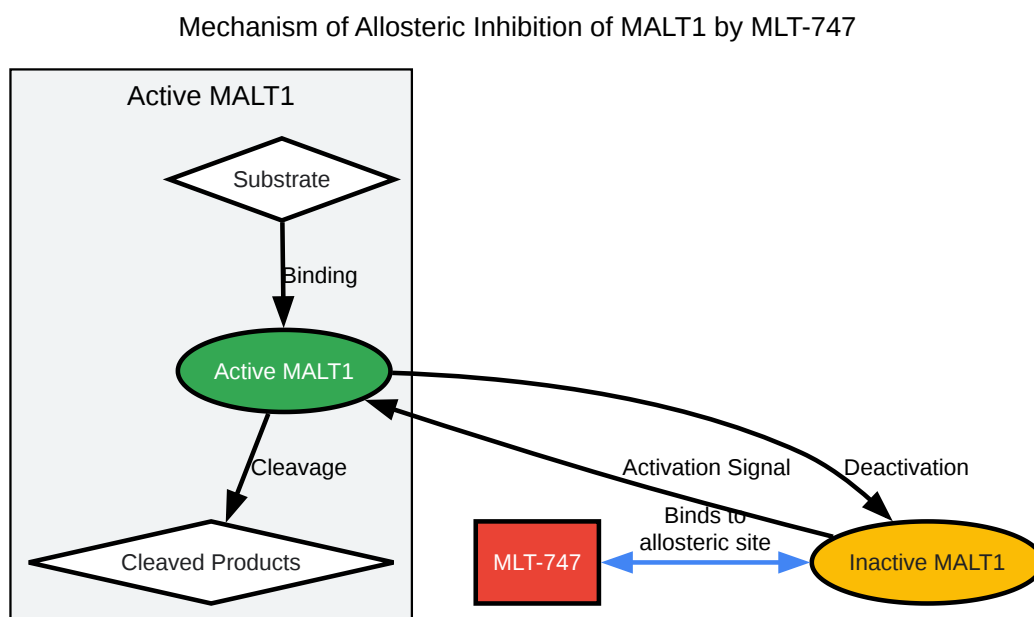 Mechanism of Allosteric Inhibition of MALT1 by MLT-747
Active MALT1
Substrate
Binding
Active MALT1
Cleavage
Activation Signal
Deactivation
Binds to
allosteric site
Cleaved Products
MLT-747
Inactive MALT1